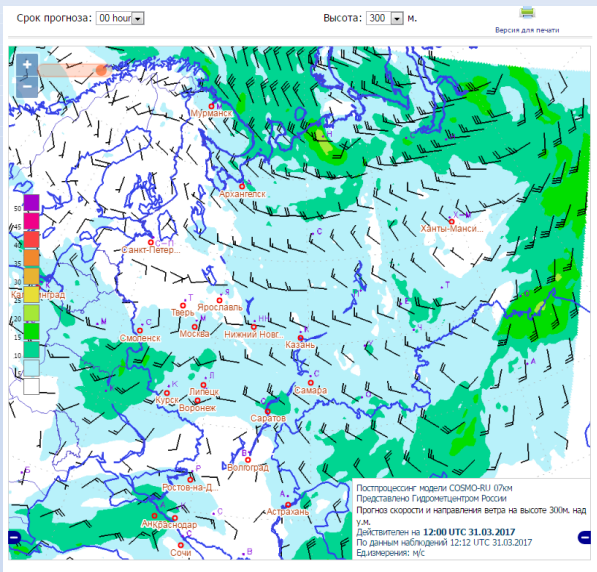 Срок прогноза: 00 hour
Высота: 300 м.
Версия для печати
+
−
Мурманск
Н
Архангельск
С
Х-М
Ханты-Манси...
С-П
Санкт-Петер...
50
45
40
35
30
25
20
15
10
5
Т
Тверь
Я
Ярославль
М
С
Смоленск
Москва
НН
Нижний Новг...
К
Казань
П
Е
Т
Ч
К
Курск
Л
Липецк
Воронеж
С
Самара
С
Саратов
А
В
Волгоград
Р
Ростов-на-Д...
А
Астрахань
Краснодар
С
Сочи
В
Б
Постпроцессинг модели COSMO-RU 07км
Представлено Гидрометцентром России
Прогноз скорости и направления ветра на высоте 300м. над
у.м.
Действителен на 12:00 UTC 31.03.2017
По данным наблюдений 12:12 UTC 31.03.2017
Ед.измерения: м/с